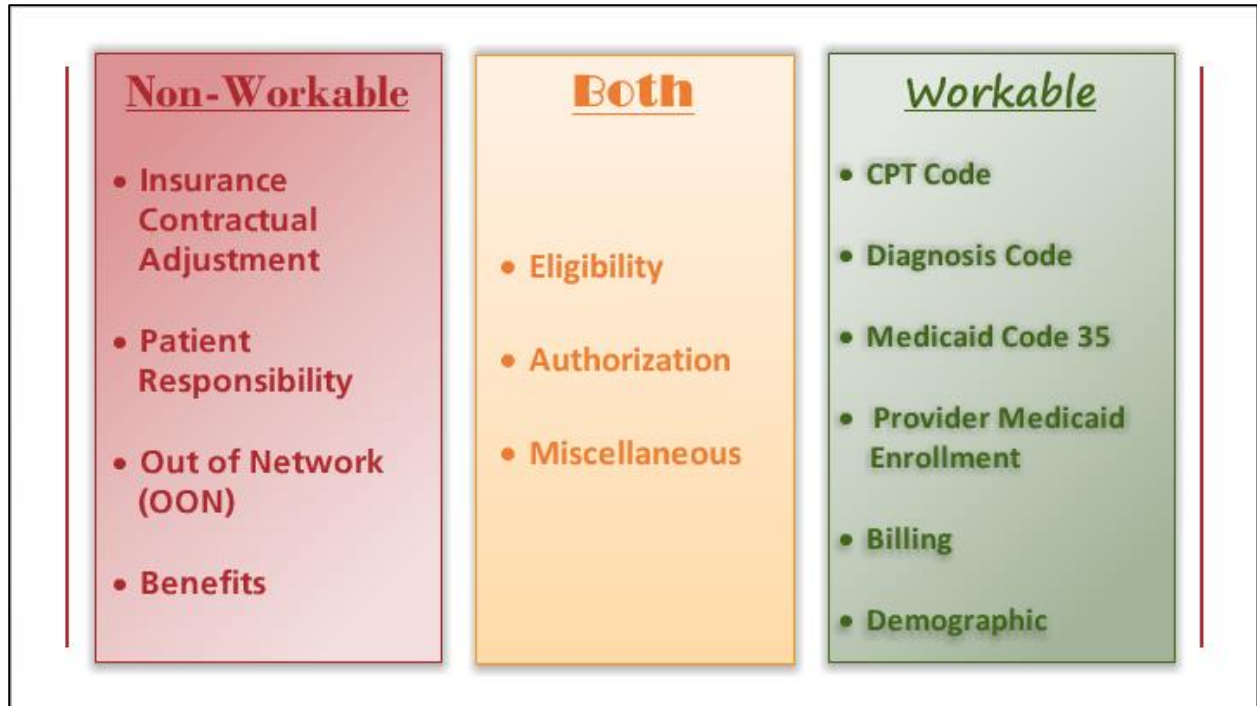 Non-Workable
• Insurance
Contractual
Adjustment
• Patient
Responsibility
• Out of Network
(OON)
• Benefits
Both
• Eligibility
• Authorization
• Miscellaneous
Workable
• CPT Code
• Diagnosis Code
• Medicaid Code 35
• Provider Medicaid
Enrollment
• Billing
• Demographic